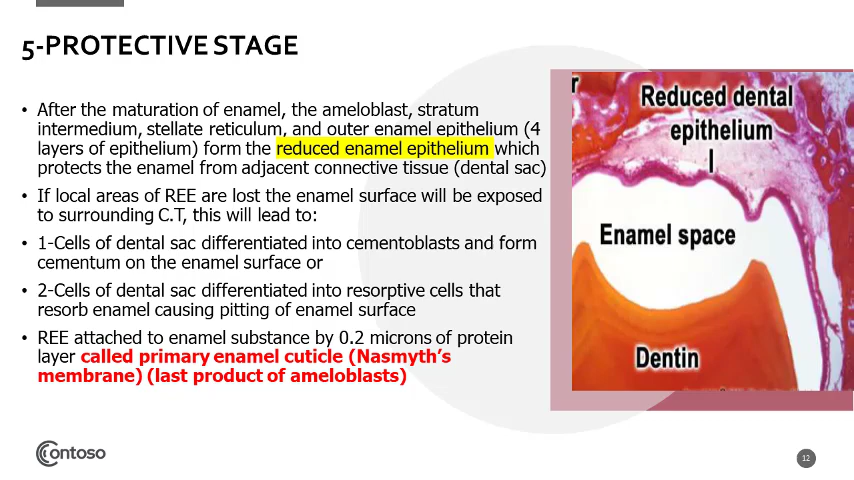 5-PROTECTIVE STAGE
• After the maturation of enamel, the ameloblast, stratum
intermedium, stellate reticulum, and outer enamel epithelium (4
layers of epithelium) form the reduced enamel epithelium which
protects the enamel from adjacent connective tissue (dental sac)
• If local areas of REE are lost the enamel surface will be exposed
to surrounding C.T, this will lead to:
• 1-Cells of dental sac differentiated into cementoblasts and form
cementum on the enamel surface or
• 2-Cells of dental sac differentiated into resorptive cells that
resorb enamel causing pitting of enamel surface
• REE attached to enamel substance by 0.2 microns of protein
layer called primary enamel cuticle (Nasmyth's
membrane) (last product of ameloblasts)
r
Reduced dental
epithelium
Enamel space
Dentin
Contoso
12